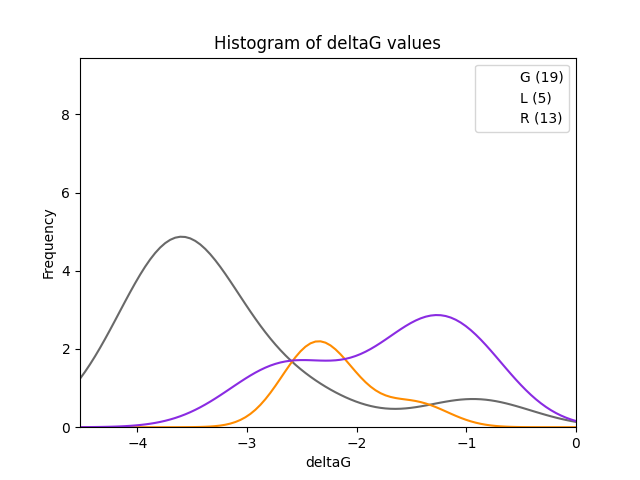 Histogram of deltaG values
G (19)
L (5)
R (13)
8
6
4
2
0
Frequency
−4
−3
−2
−1
0
deltaG